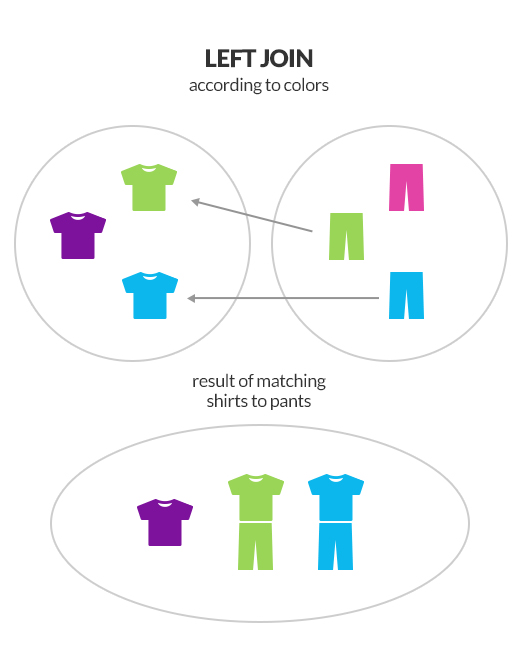 LEFT JOIN
according to colors
result of matching
shirts to pants